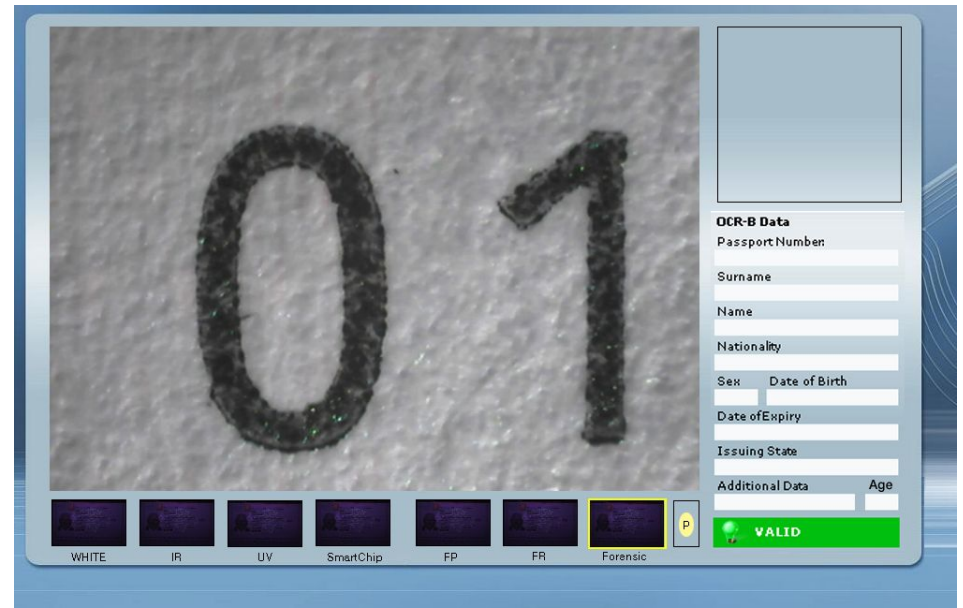 01
OCR-B Data
Passport Number:
Surname
Name
Nationality
Sex Date of Birth
Date of Expiry
Issuing State
Additional Data Age
VALID
WHITE IR UV SmartChip FP FR Forensic P